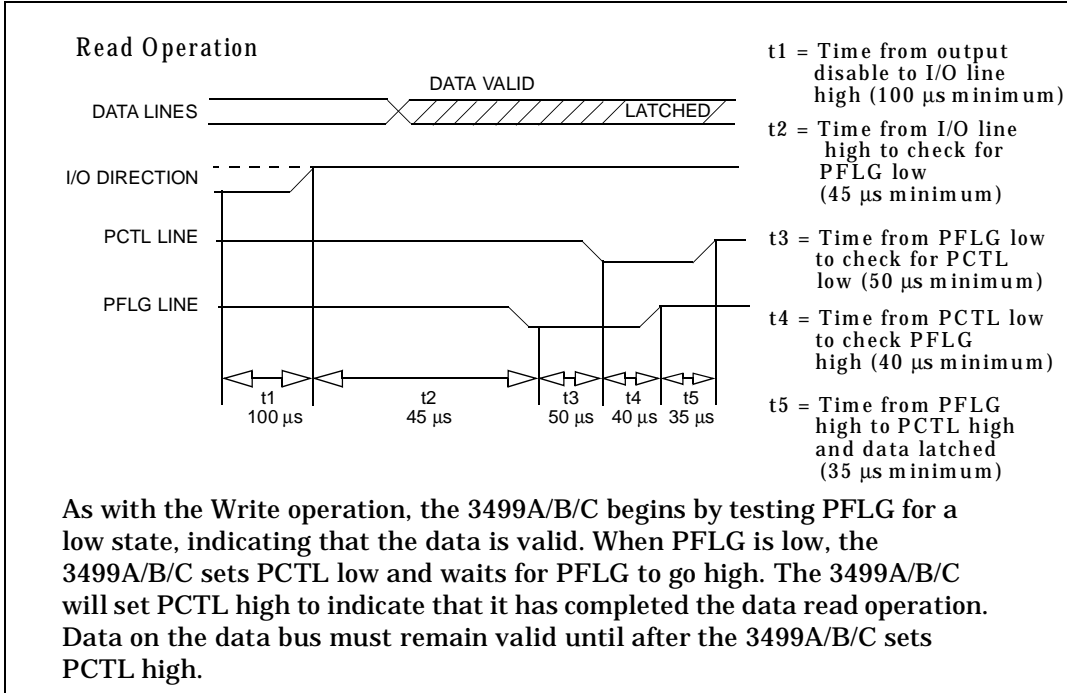 Read Operation
DATA VALID
DATA LINES
LATCHED
I/O DIRECTION
PCTL LINE
PFLG LINE
t1
100 µs
t2
45 µs
t3
50 µs
t4
40 µs
t5
35 µs
t1 = Time from output
disable to I/O line
high (100 µs minimum)
t2 = Time from I/O line
high to check for
PFLG low
(45 µs minimum)
t3 = Time from PFLG low
to check for PCTL
low (50 µs minimum)
t4 = Time from PCTL low
to check PFLG
high (40 µs minimum)
t5 = Time from PFLG
high to PCTL high
and data latched
(35 µs minimum)
As with the Write operation, the 3499A/B/C begins by testing PFLG for a
low state, indicating that the data is valid. When PFLG is low, the
3499A/B/C sets PCTL low and waits for PFLG to go high. The 3499A/B/C
will set PCTL high to indicate that it has completed the data read operation.
Data on the data bus must remain valid until after the 3499A/B/C sets
PCTL high.